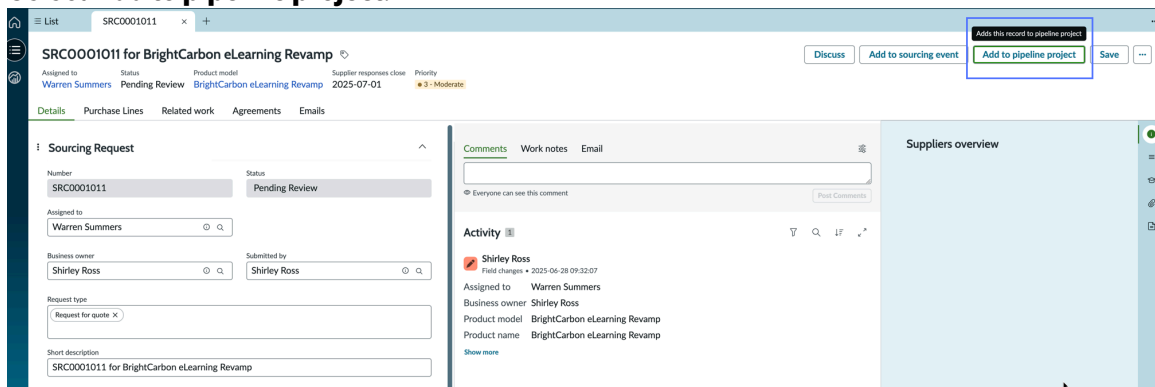 List
SRC0001011 × +
Adds this record to pipeline project
SRC0001011 for BrightCarbon eLearning Revamp
Discuss
Add to sourcing event
Add to pipeline project
Save
Assigned to Status Product model Supplier responses close Priority
Warren Summers Pending Review BrightCarbon eLearning Revamp 2025-07-01 3 - Moderate
Details Purchase Lines Related work Agreements Emails
Sourcing Request
Number Status
SRC0001011 Pending Review
Assigned to
Warren Summers
Business owner Submitted by
Shirley Ross Shirley Ross
Request type
Request for quote ×
Short description
SRC0001011 for BrightCarbon eLearning Revamp
Comments Work notes Email
Everyone can see this comment
Post Comments
Activity 1
Shirley Ross
Field changes • 2025-06-28 09:32:07
Assigned to Warren Summers
Business owner Shirley Ross
Product model BrightCarbon eLearning Revamp
Product name BrightCarbon eLearning Revamp
Show more
Suppliers overview